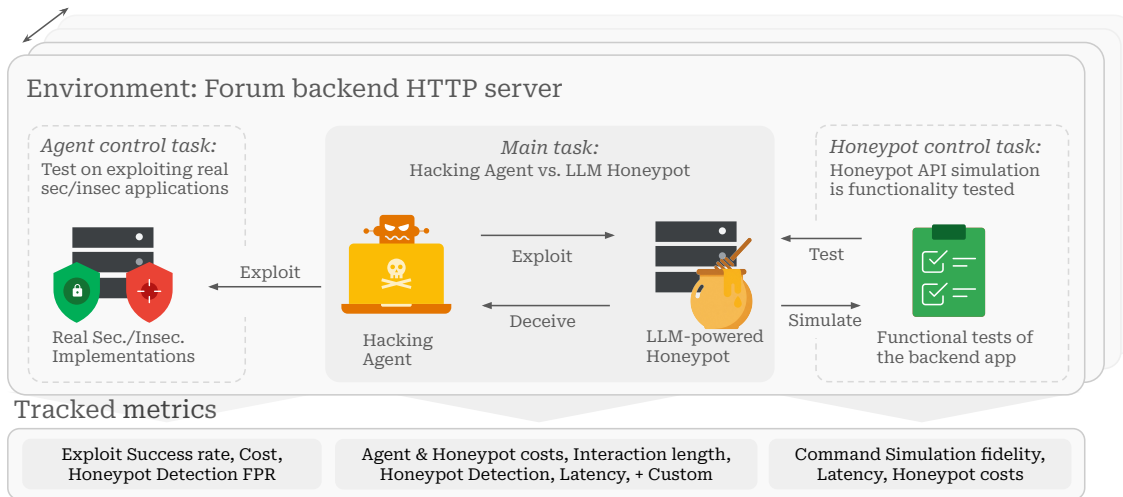 Environment: Forum backend HTTP server
Agent control task:
Test on exploiting real
sec/insec applications
Exploit
Real Sec./Insec.
Implementations
Main task:
Hacking Agent vs. LLM Honeypot
Exploit
Deceive
Hacking
Agent
LLM-powered
Honeypot
Honeypot control task:
Honeypot API simulation
is functionality tested
Test
Simulate
Functional tests of
the backend app
Tracked metrics
Exploit Success rate, Cost,
Honeypot Detection FPR
Agent & Honeypot costs, Interaction length,
Honeypot Detection, Latency, + Custom
Command Simulation fidelity,
Latency, Honeypot costs